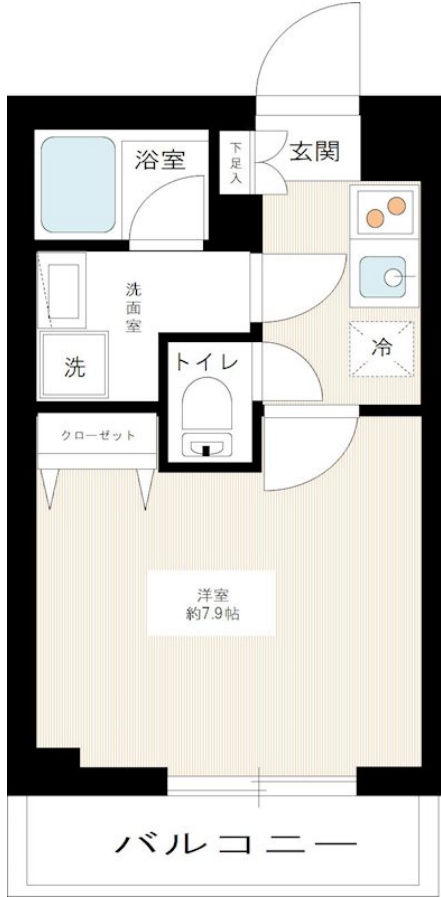 浴室
下足入
玄関
洗面室
洗
トイレ
冷
クローゼット
洋室
約7.9帖
バルコニー